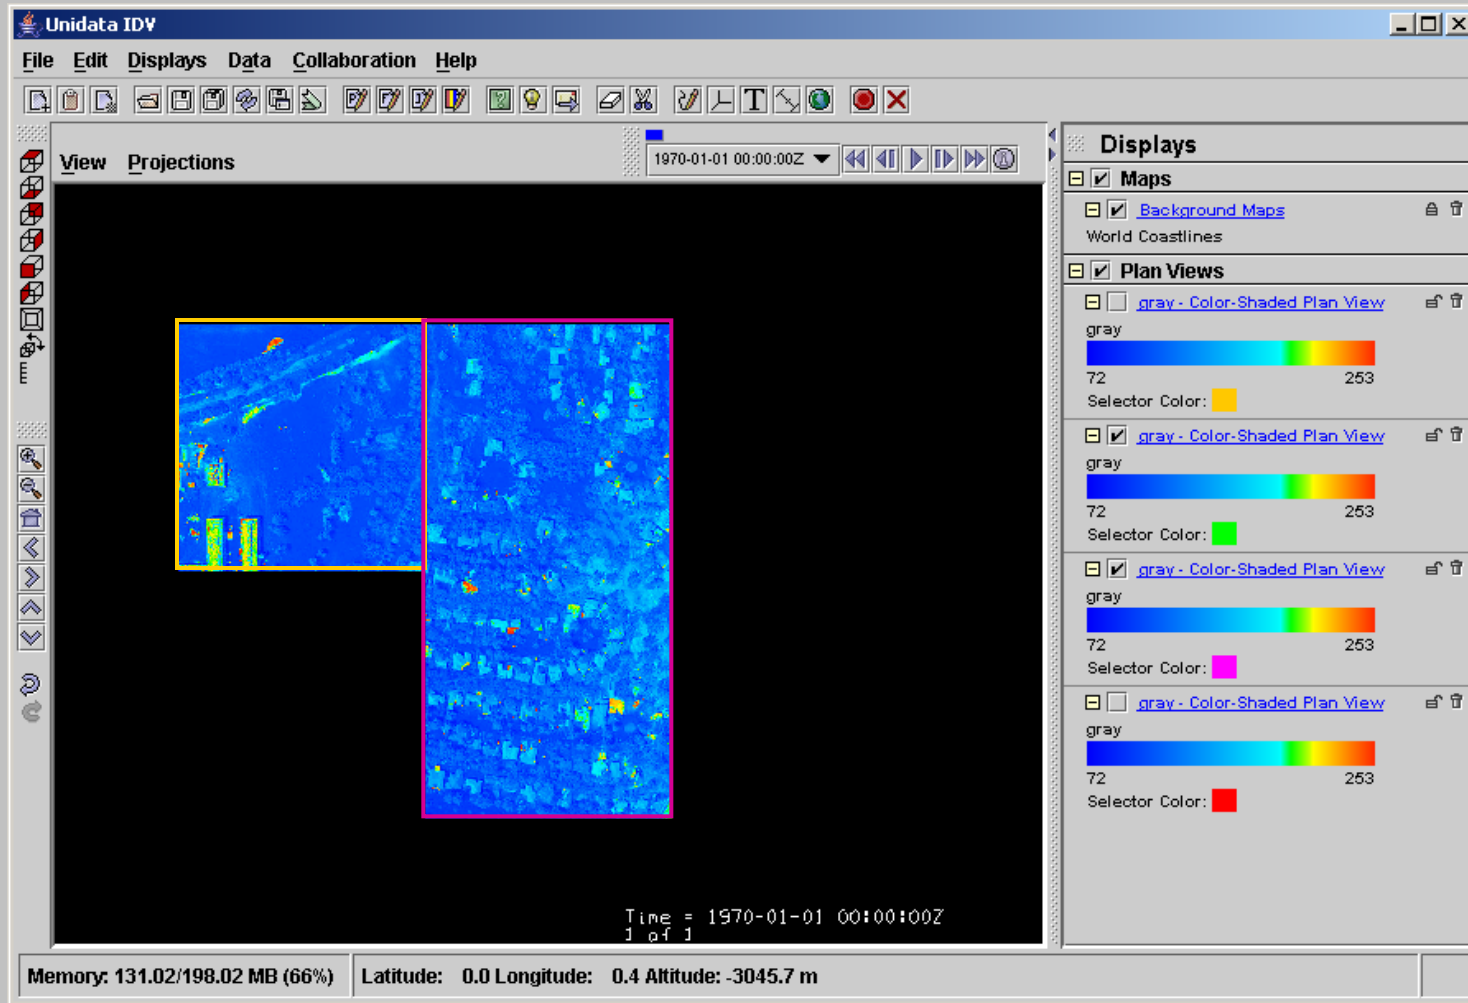 Unidata IDV
File Edit Displays Data Collaboration Help
View Projections
1970-01-01 00:00:00Z
Time = 1970-01-01 00:00:00Z
1 of 1
Displays
Maps
Background Maps
World Coastlines
Plan Views
gray - Color-Shaded Plan View
gray
72 253
Selector Color:
gray - Color-Shaded Plan View
gray
72 253
Selector Color:
gray - Color-Shaded Plan View
gray
72 253
Selector Color:
gray - Color-Shaded Plan View
gray
72 253
Selector Color:
Memory: 131.02/198.02 MB (66%) Latitude: 0.0 Longitude: 0.4 Altitude: -3045.7 m